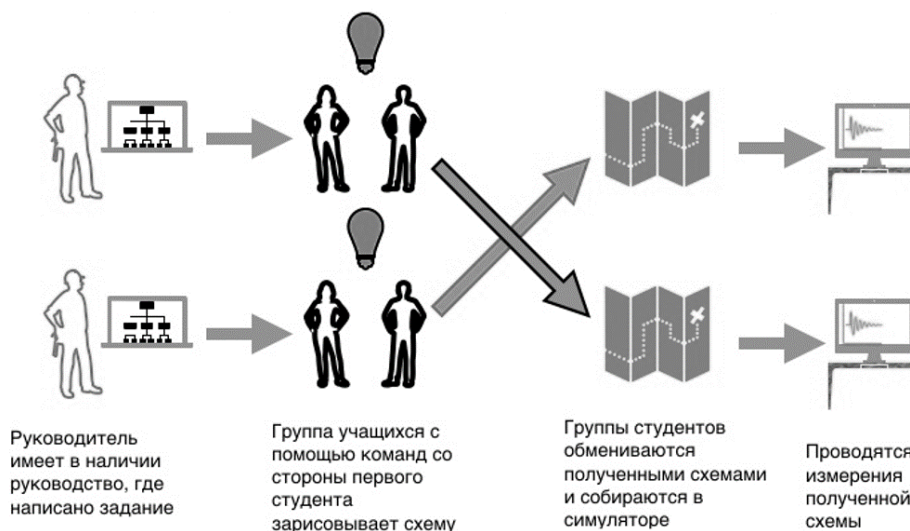 Руководитель
имеет в наличии
руководство, где
написано задание
Группа учащихся с
помощью команд со
стороны первого
студента
зарисовывает схему
Группы студентов
обмениваются
полученными схемами
и собираются в
симуляторе
Проводятся
измерения
полученной
схемы